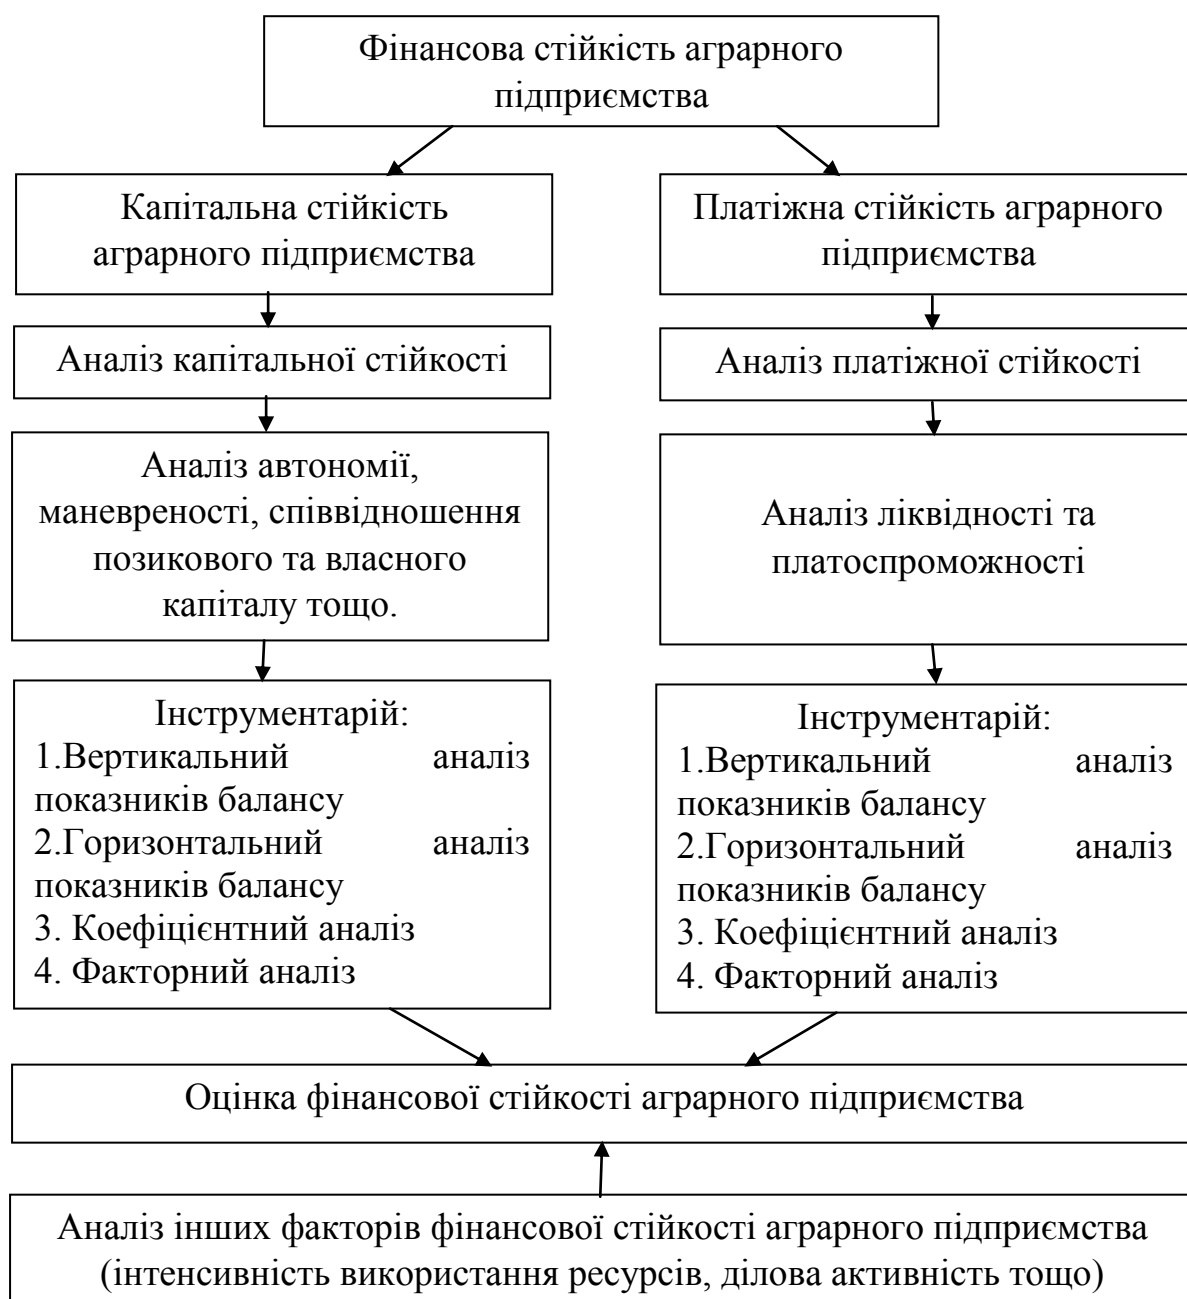 Фінансова стійкість аграрного
підприємства
Капітальна стійкість
аграрного підприємства
Платіжна стійкість аграрного
підприємства
Аналіз капітальної стійкості
Аналіз платіжної стійкості
Аналіз автономії,
маневреності, співвідношення
позикового та власного
капіталу тощо.
Аналіз ліквідності та
платоспроможності
Інструментарій:
1.Вертикальний аналіз
показників балансу
2.Горизонтальний аналіз
показників балансу
3. Коефіцієнтний аналіз
4. Факторний аналіз
Інструментарій:
1.Вертикальний аналіз
показників балансу
2.Горизонтальний аналіз
показників балансу
3. Коефіцієнтний аналіз
4. Факторний аналіз
Оцінка фінансової стійкості аграрного підприємства
Аналіз інших факторів фінансової стійкості аграрного підприємства
(інтенсивність використання ресурсів, ділова активність тощо)